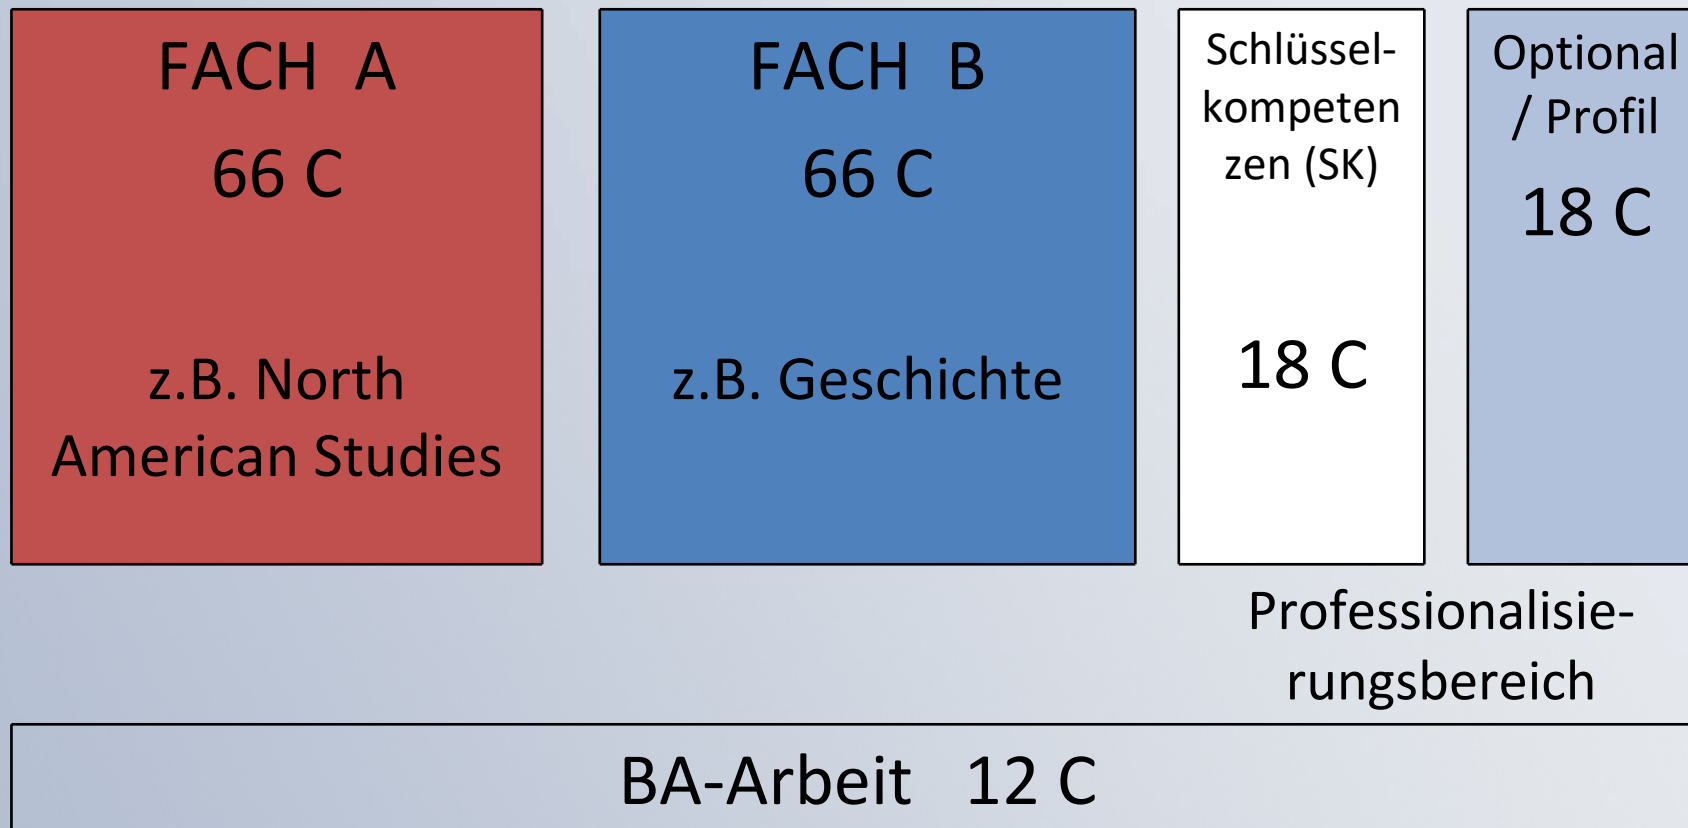 FACH A
66 C
z.B. North
American Studies
FACH B
66 C
z.B. Geschichte
Schlüssel-
kompeten
zen (SK)
18 C
Optional
/ Profil
18 C
Professionalisie-
rungsbereich
BA-Arbeit 12 C